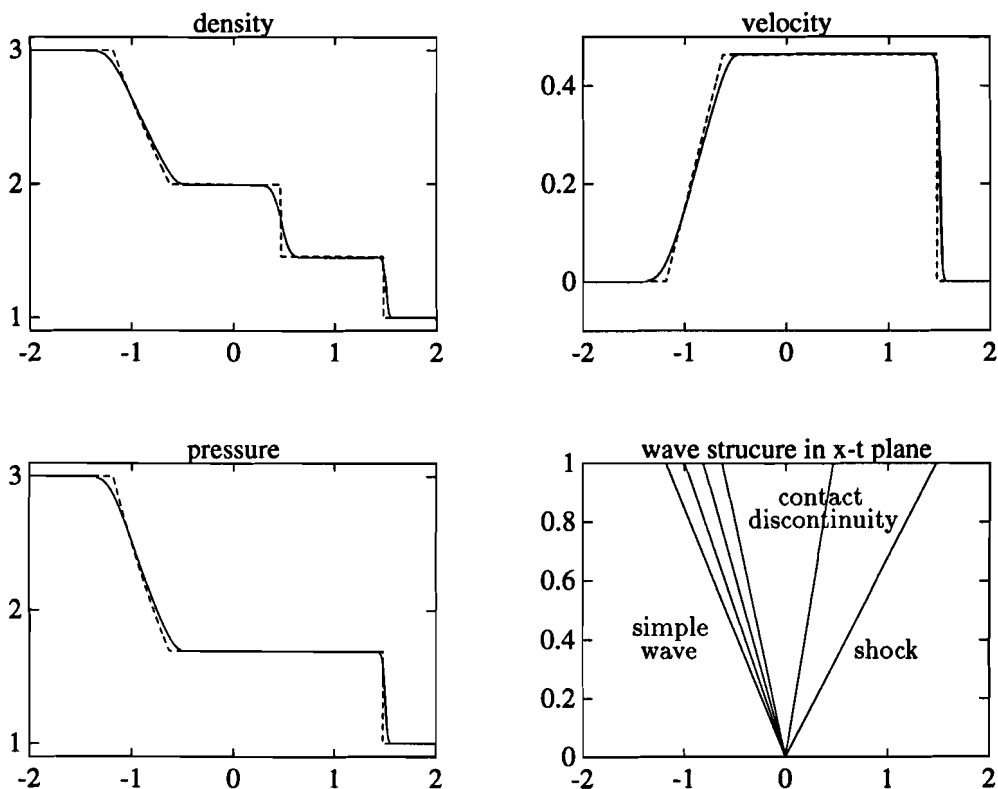 density
3
2
1
-2 -1 0 1 2
velocity
0.4
0.2
0
-2 -1 0 1 2
pressure
3
2
1
-2 -1 0 1 2
wave strucure in x-t plane
1
0.8
0.6
0.4
0.2
0
contact
discontinuity
simple
wave
shock
-2 -1 0 1 2